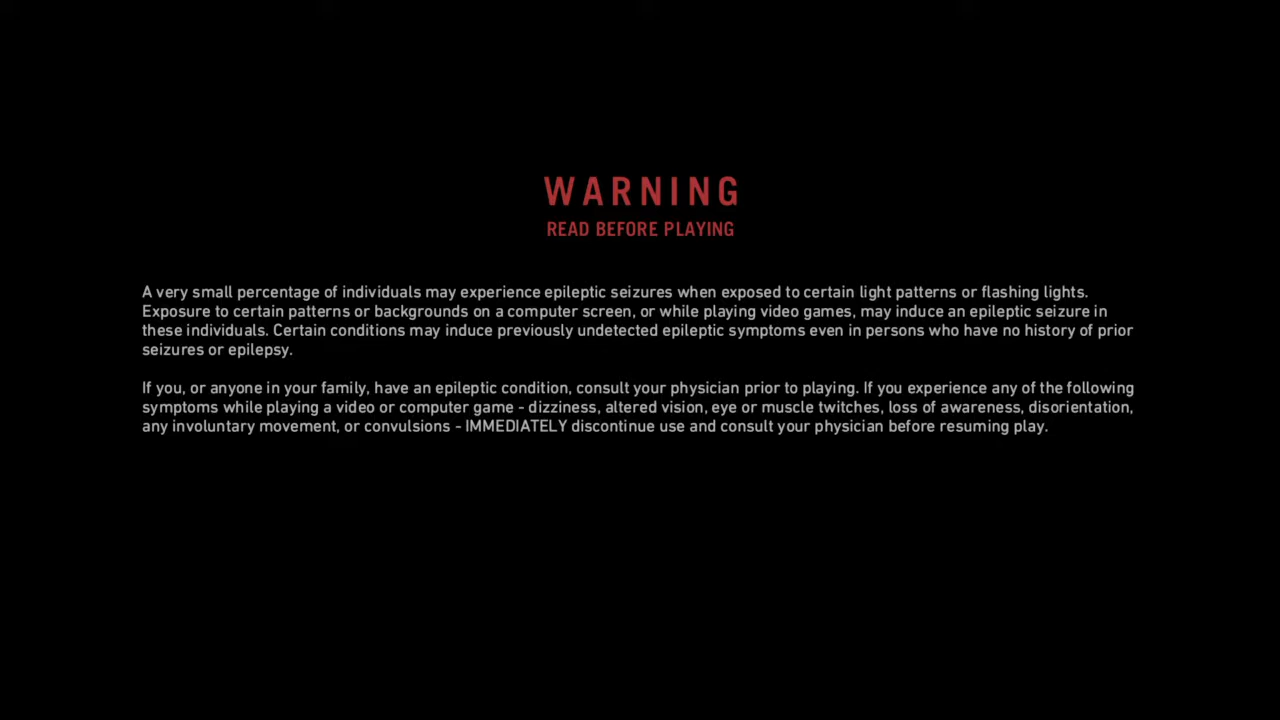 WARNING
READ BEFORE PLAYING
A very small percentage of individuals may experience epileptic seizures when exposed to certain light patterns or flashing lights.
Exposure to certain patterns or backgrounds on a computer screen, or while playing video games, may induce an epileptic seizure in
these individuals. Certain conditions may induce previously undetected epileptic symptoms even in persons who have no history of prior
seizures or epilepsy.
If you, or anyone in your family, have an epileptic condition, consult your physician prior to playing. If you experience any of the following
symptoms while playing a video or computer game - dizziness, altered vision, eye or muscle twitches, loss of awareness, disorientation,
any involuntary movement, or convulsions - IMMEDIATELY discontinue use and consult your physician before resuming play.